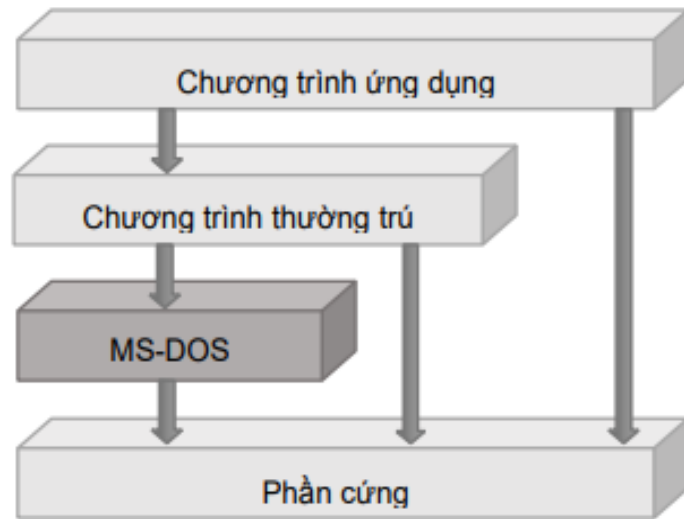 Chương trình ứng dụng
Chương trình thường trú
MS-DOS
Phần cứng